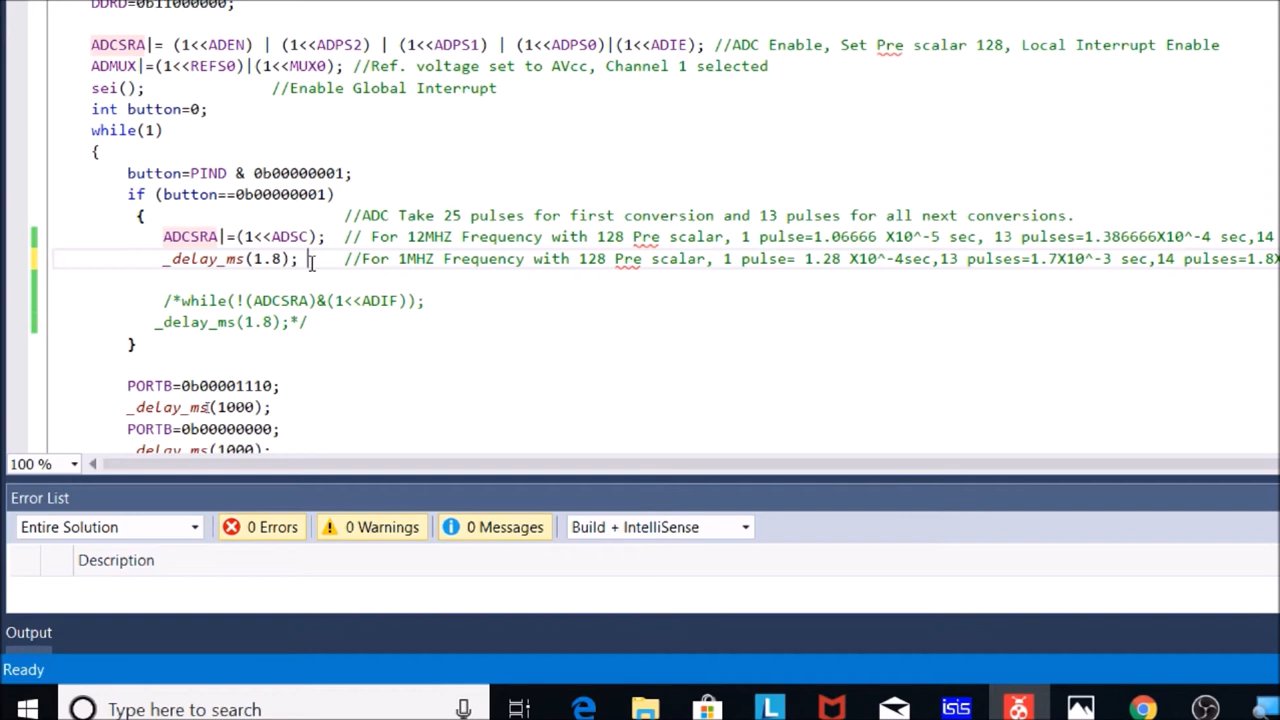 DDRD=0b11000000;
ADCSRA|= (1<<ADEN) | (1<<ADPS2) | (1<<ADPS1) | (1<<ADPS0)|(1<<ADIE); //ADC Enable, Set Pre scalar 128, Local Interrupt Enable
ADMUX|=(1<<REFS0)|(1<<MUX0); //Ref. voltage set to AVcc, Channel 1 selected
sei(); //Enable Global Interrupt
int button=0;
while(1)
{
button=PIND & 0b00000001;
if (button==0b00000001)
{ //ADC Take 25 pulses for first conversion and 13 pulses for all next conversions.
ADCSRA|=(1<<ADSC); // For 12MHZ Frequency with 128 Pre scalar, 1 pulse=1.06666 X10^-5 sec, 13 pulses=1.386666X10^-4 sec,14
_delay_ms(1.8); //For 1MHZ Frequency with 128 Pre scalar, 1 pulse= 1.28 X10^-4sec,13 pulses=1.7X10^-3 sec,14 pulses=1.8X
/*while(!(ADCSRA)&(1<<ADIF));
_delay_ms(1.8);*/
}
PORTB=0b00001110;
_delay_ms(1000);
PORTB=0b00000000;
_delay_ms(1000);
100 %
Error List
Entire Solution 0 Errors 0 Warnings 0 Messages Build + IntelliSense
Description
Output
Ready
Type here to search
isis